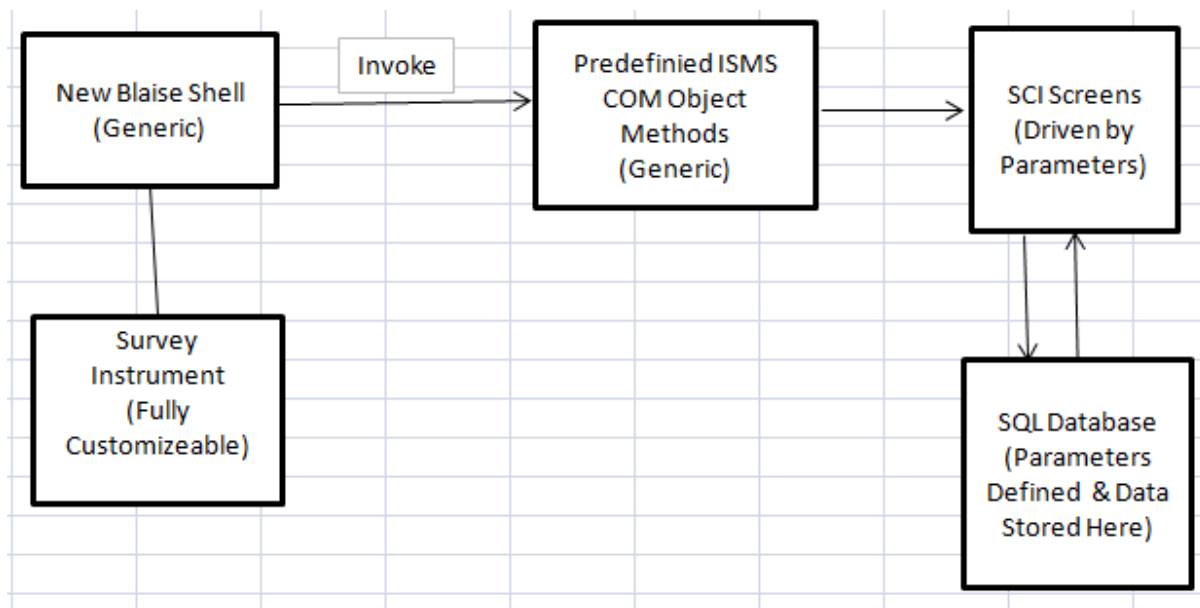 New Blaise Shell
(Generic)
Invoke
Predefinied ISMS
COM Object
Methods
(Generic)
SCI Screens
(Driven by
Parameters)
Survey
Instrument
(Fully
Customizeable)
SQL Database
(Parameters
Defined & Data
Stored Here)